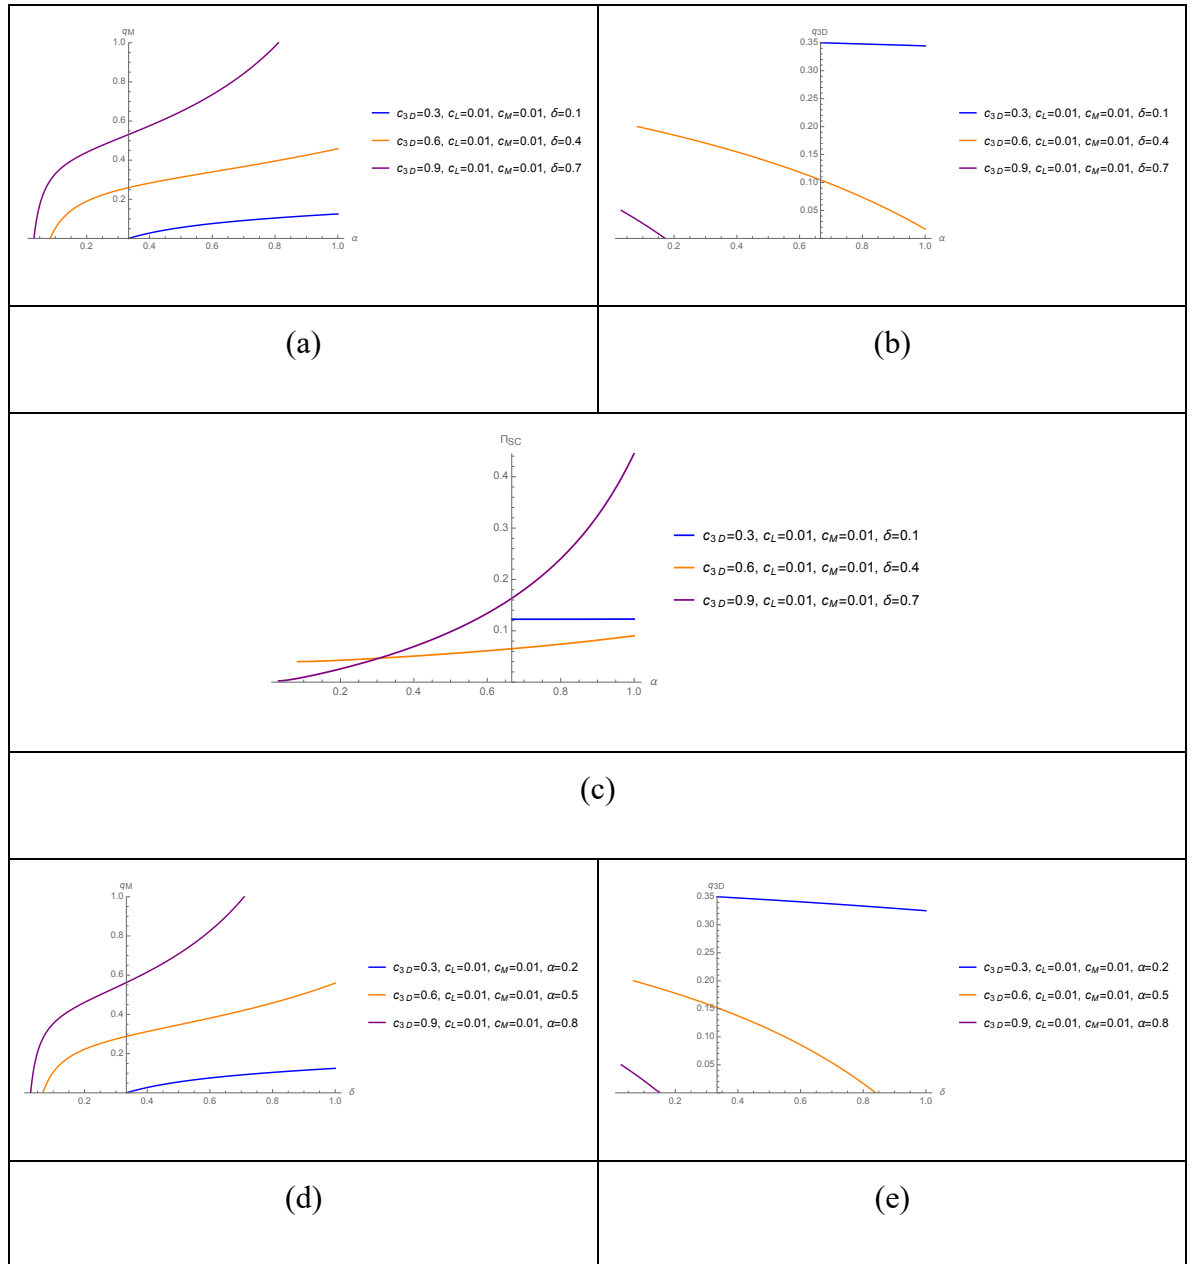 qM
1.0
0.8
0.6
0.4
0.2
0.2 0.4 0.6 0.8 1.0 α
c3D=0.3, cL=0.01, cM=0.01, δ=0.1
c3D=0.6, cL=0.01, cM=0.01, δ=0.4
c3D=0.9, cL=0.01, cM=0.01, δ=0.7
q3D
0.35
0.30
0.25
0.20
0.15
0.10
0.05
0.2 0.4 0.6 0.8 1.0 α
c3D=0.3, cL=0.01, cM=0.01, δ=0.1
c3D=0.6, cL=0.01, cM=0.01, δ=0.4
c3D=0.9, cL=0.01, cM=0.01, δ=0.7
(a)
(b)
ΠSC
0.4
0.3
0.2
0.1
0.2 0.4 0.6 0.8 1.0 α
c3D=0.3, cL=0.01, cM=0.01, δ=0.1
c3D=0.6, cL=0.01, cM=0.01, δ=0.4
c3D=0.9, cL=0.01, cM=0.01, δ=0.7
(c)
qM
1.0
0.8
0.6
0.4
0.2
0.2 0.4 0.6 0.8 1.0 δ
c3D=0.3, cL=0.01, cM=0.01, α=0.2
c3D=0.6, cL=0.01, cM=0.01, α=0.5
c3D=0.9, cL=0.01, cM=0.01, α=0.8
q3D
0.35
0.30
0.25
0.20
0.15
0.10
0.05
0.2 0.4 0.6 0.8 1.0 δ
c3D=0.3, cL=0.01, cM=0.01, α=0.2
c3D=0.6, cL=0.01, cM=0.01, α=0.5
c3D=0.9, cL=0.01, cM=0.01, α=0.8
(d)
(e)